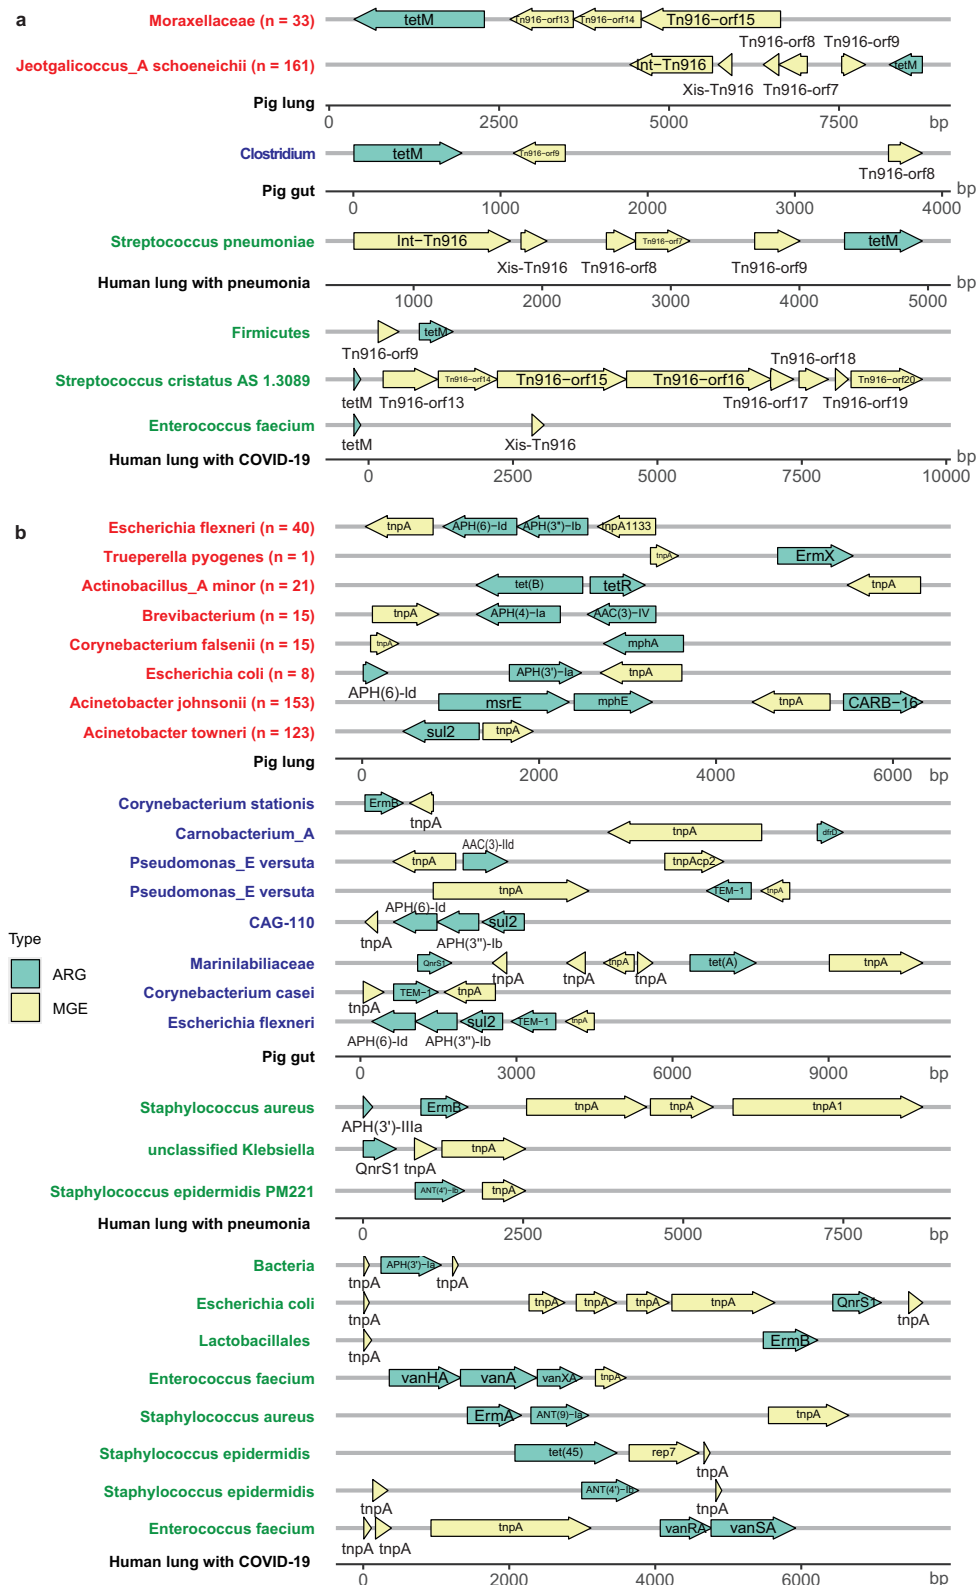 a
Moraxellaceae (n = 33)
tetM
Tn916−orf13
Tn916−orf14
Tn916−orf15
Tn916-orf8
Tn916-orf9
Jeotgalicoccus_A schoeneichii (n = 161)
Int−Tn916
tetM
Xis-Tn916
Tn916-orf7
Pig lung
0
2500
5000
7500
bp
Clostridium
tetM
Tn916−orf9
Tn916-orf8
Pig gut
0
1000
2000
3000
4000
bp
Streptococcus pneumoniae
Int−Tn916
Tn916−orf7
tetM
Xis-Tn916
Tn916-orf8
Tn916-orf9
Human lung with pneumonia
1000
2000
3000
4000
5000
bp
Firmicutes
tetM
Tn916-orf9
Tn916-orf18
Streptococcus cristatus AS 1.3089
Tn916−orf14
Tn916−orf15
Tn916−orf16
Tn916−orf20
tetM
Tn916-orf13
Tn916-orf17
Tn916-orf19
Enterococcus faecium
tetM
Xis-Tn916
Human lung with COVID-19
0
2500
5000
7500
10000
bp
b
Escherichia flexneri (n = 40)
tnpA
APH(6)−Id
APH(3'')−Ib
tnpA1133
Trueperella pyogenes (n = 1)
tnpA
ErmX
Actinobacillus_A minor (n = 21)
tet(B)
tetR
tnpA
Brevibacterium (n = 15)
tnpA
APH(4)−Ia
AAC(3)−IV
Corynebacterium falsenii (n = 15)
tnpA
mphA
Escherichia coli (n = 8)
APH(3')−Ia
tnpA
APH(6)-Id
Acinetobacter johnsonii (n = 153)
msrE
mphE
tnpA
CARB−16
Acinetobacter towneri (n = 123)
sul2
tnpA
Pig lung
0
2000
4000
6000
bp
Corynebacterium stationis
ErmB
tnpA
Carnobacterium_A
tnpA
dfrD
AAC(3)-IId
Pseudomonas_E versuta
tnpA
tnpAcp2
Pseudomonas_E versuta
tnpA
TEM−1
tnpA
APH(6)-Id
CAG-110
sul2
tnpA
APH(3'')-Ib
Type
ARG
MGE
Marinilabiliaceae
QnrS1
tnpA
tet(A)
tnpA
tnpA
tnpA
tnpA
Corynebacterium casei
TEM−1
tnpA
tnpA
Escherichia flexneri
sul2
TEM−1
tnpA
APH(6)-Id
APH(3'')-Ib
Pig gut
0
3000
6000
9000
bp
Staphylococcus aureus
ErmB
tnpA
tnpA
tnpA1
APH(3')-IIIa
unclassified Klebsiella
tnpA
QnrS1
tnpA
Staphylococcus epidermidis PM221
ANT(4')−Ib
tnpA
Human lung with pneumonia
0
2500
5000
7500
bp
Bacteria
APH(3')−Ia
tnpA
tnpA
Escherichia coli
tnpA
tnpA
tnpA
tnpA
QnrS1
tnpA
tnpA
Lactobacillales
ErmB
tnpA
Enterococcus faecium
vanHA
vanA
vanXA
tnpA
Staphylococcus aureus
ErmA
ANT(9)−Ia
tnpA
Staphylococcus epidermidis
tet(45)
rep7
tnpA
Staphylococcus epidermidis
ANT(4')−Ib
tnpA
tnpA
Enterococcus faecium
tnpA
vanRA
vanSA
tnpA
tnpA
Human lung with COVID-19
0
2000
4000
6000
bp